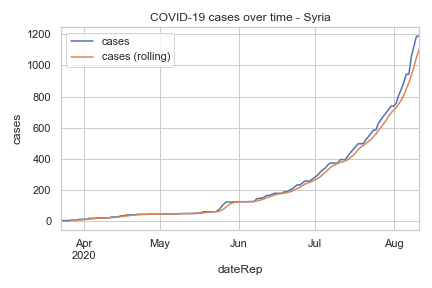 COVID-19 cases over time - Syria
cases
cases (rolling)
1200
1000
800
600
400
200
0
cases
Apr
2020
May
Jun
Jul
Aug
dateRep